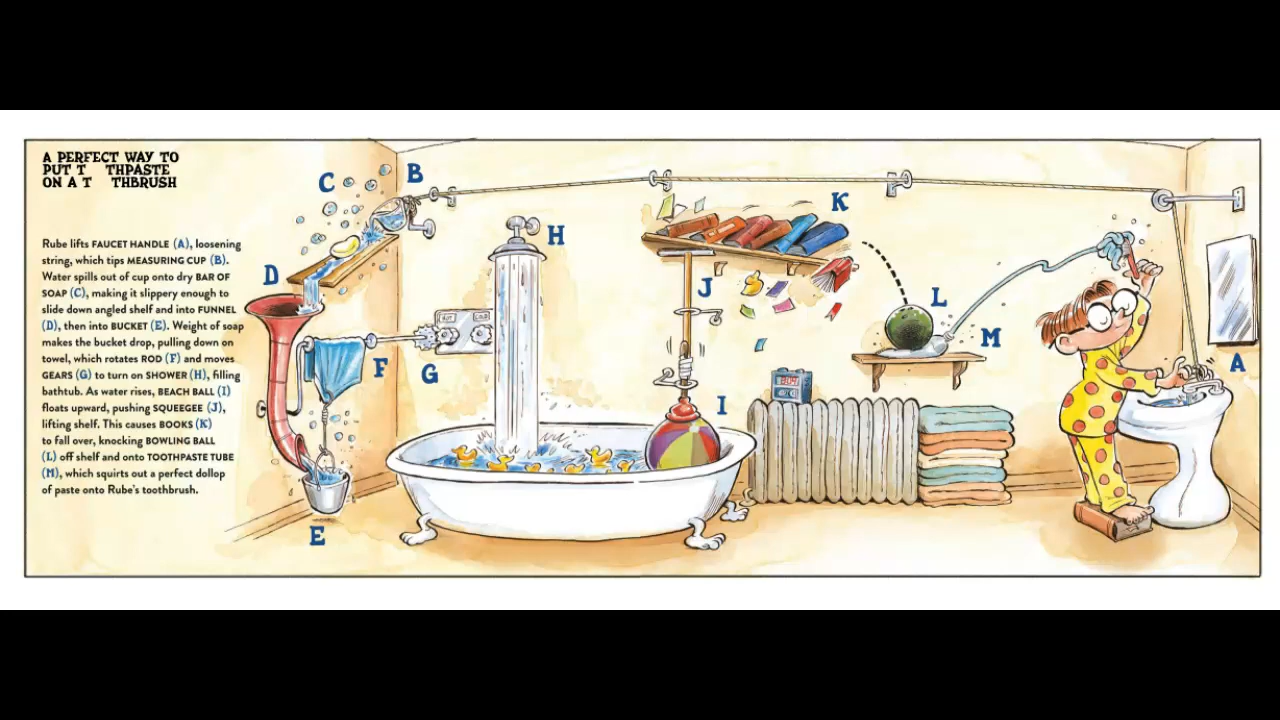 A PERFECT WAY TO
PUT T THPASTE
ON A T THBRUSH
Rube lifts FAUCET HANDLE (A), loosening
string, which tips MEASURING CUP (B).
Water spills out of cup onto dry BAR OF
SOAP (C), making it slippery enough to
slide down angled shelf and into FUNNEL
(D), then into BUCKET (E). Weight of soap
makes the bucket drop, pulling down on
towel, which rotates ROD (F) and moves
GEARS (G) to turn on SHOWER (H), filling
bathtub. As water rises, BEACH BALL (I)
floats upward, pushing SQUEEGEE (J),
lifting shelf. This causes BOOKS (K)
to fall over, knocking BOWLING BALL
(L) off shelf and onto TOOTHPASTE TUBE
(M), which squirts out a perfect dollop
of paste onto Rube's toothbrush.
C
B
K
H
D
J
L
M
F
G
A
I
E